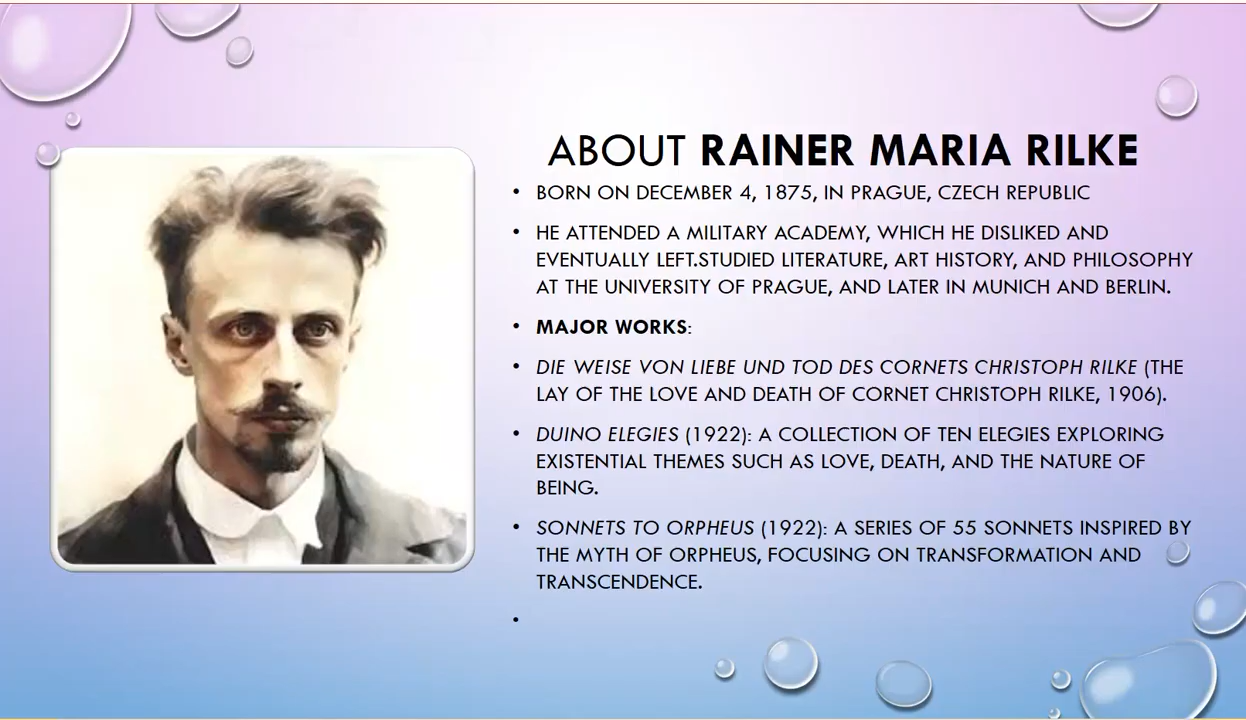 ABOUT RAINER MARIA RILKE
• BORN ON DECEMBER 4, 1875, IN PRAGUE, CZECH REPUBLIC
• HE ATTENDED A MILITARY ACADEMY, WHICH HE DISLIKED AND
EVENTUALLY LEFT.STUDIED LITERATURE, ART HISTORY, AND PHILOSOPHY
AT THE UNIVERSITY OF PRAGUE, AND LATER IN MUNICH AND BERLIN.
• MAJOR WORKS:
• DIE WEISE VON LIEBE UND TOD DES CORNETS CHRISTOPH RILKE (THE
LAY OF THE LOVE AND DEATH OF CORNET CHRISTOPH RILKE, 1906).
• DUINO ELEGIES (1922): A COLLECTION OF TEN ELEGIES EXPLORING
EXISTENTIAL THEMES SUCH AS LOVE, DEATH, AND THE NATURE OF
BEING.
• SONNETS TO ORPHEUS (1922): A SERIES OF 55 SONNETS INSPIRED BY
THE MYTH OF ORPHEUS, FOCUSING ON TRANSFORMATION AND
TRANSCENDENCE.
•